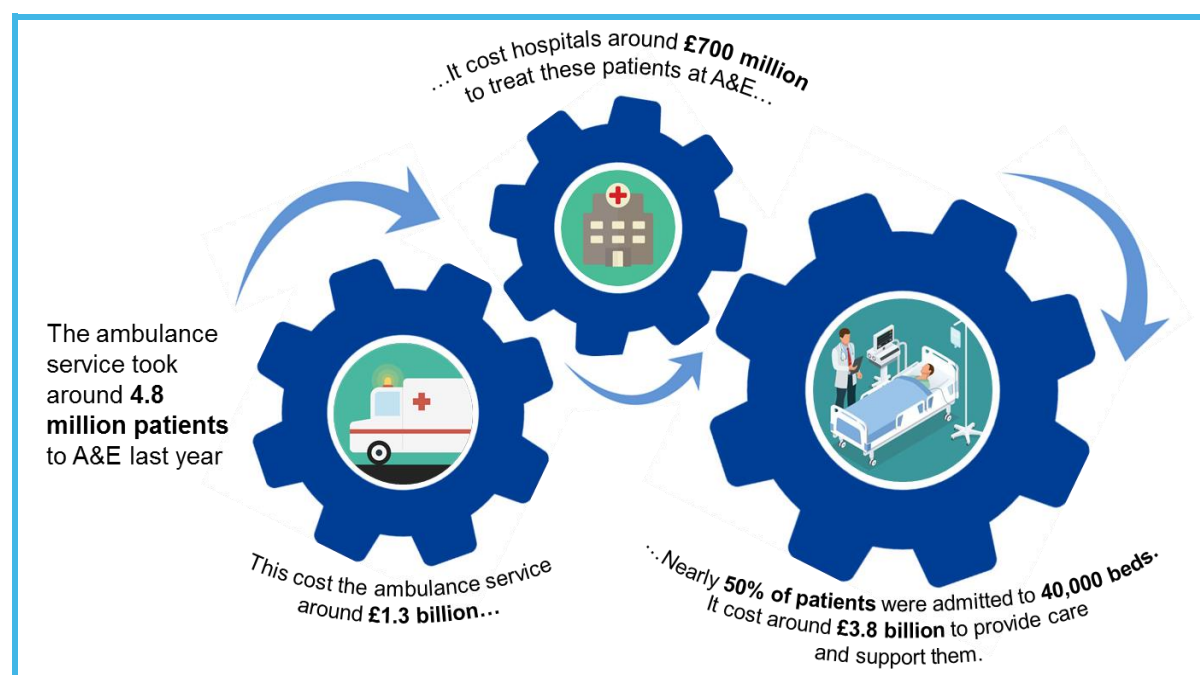 The ambulance
service took
around 4.8
million patients
to A&E last year
This cost the ambulance service
around £1.3 billion…
…It cost hospitals around £700 million
to treat these patients at A&E…
…Nearly 50% of patients were admitted to 40,000 beds.
It cost around £3.8 billion to provide care
and support them.